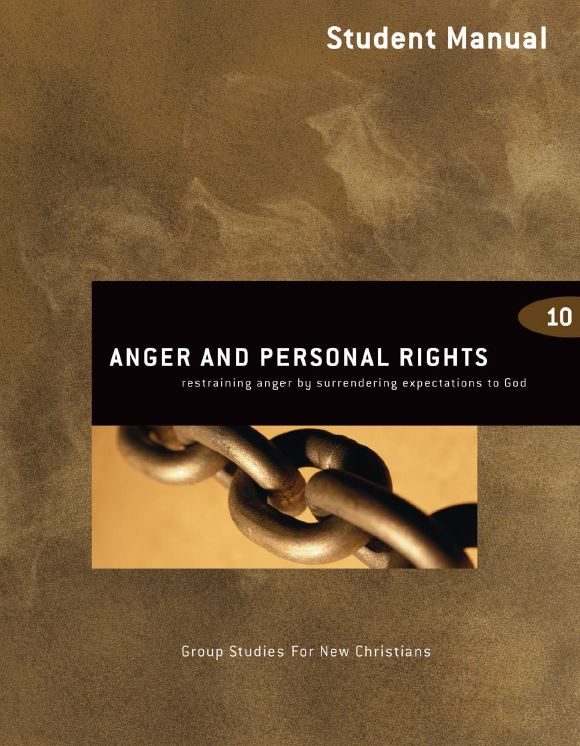 Student Manual
10
ANGER AND PERSONAL RIGHTS
restraining anger by surrendering expectations to God
Group Studies For New Christians